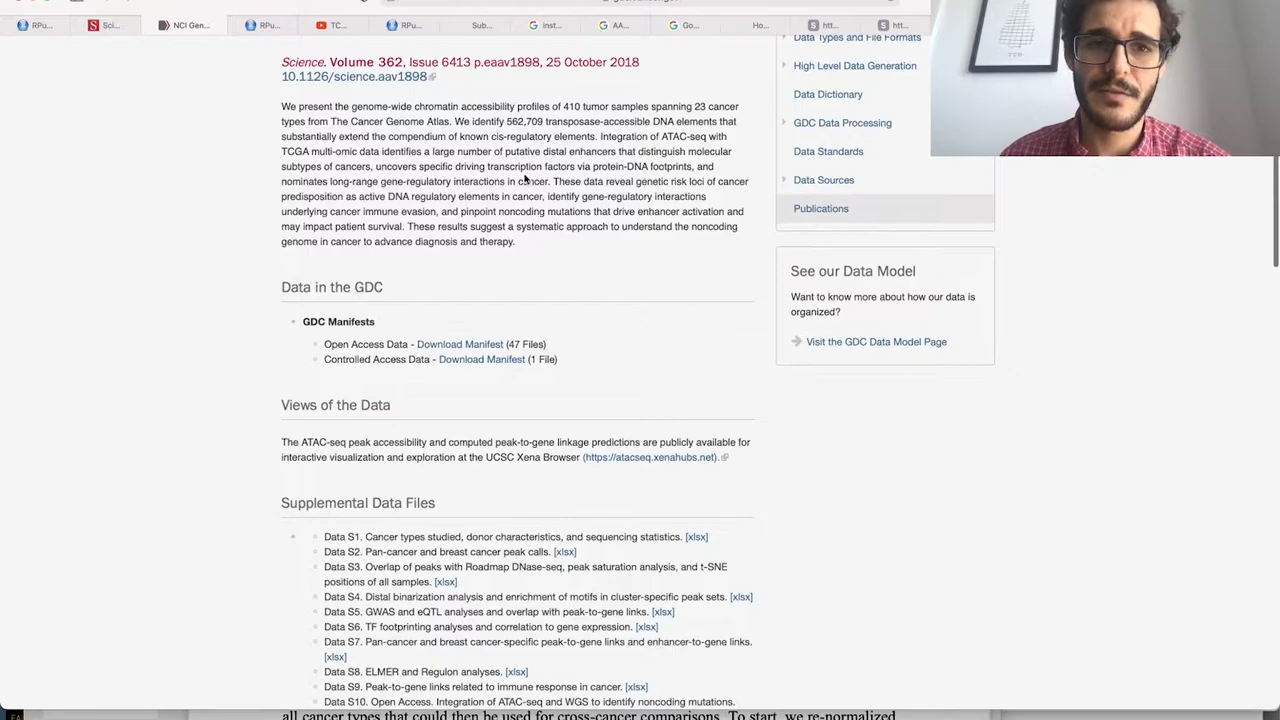 RPu...
Sci...
NCI Gen...
RPu...
TC...
RPu...
Sub...
inst...
AA...
Go...
Ho...
htt...
htt...
Science. Volume 362, Issue 6413 p.eaav1898, 25 October 2018
10.1126/science.aav1898
We present the genome-wide chromatin accessibility profiles of 410 tumor samples spanning 23 cancer
types from The Cancer Genome Atlas. We identify 562,709 transposase-accessible DNA elements that
substantially extend the compendium of known cis-regulatory elements. Integration of ATAC-seq with
TCGA multi-omic data identifies a large number of putative distal enhancers that distinguish molecular
subtypes of cancers, uncovers specific driving transcription factors via protein-DNA footprints, and
nominates long-range gene-regulatory interactions in cancer. These data reveal genetic risk loci of cancer
predisposition as active DNA regulatory elements in cancer, identify gene-regulatory interactions
underlying cancer immune evasion, and pinpoint noncoding mutations that drive enhancer activation and
may impact patient survival. These results suggest a systematic approach to understand the noncoding
genome in cancer to advance diagnosis and therapy.
Data in the GDC
GDC Manifests
Open Access Data - Download Manifest (47 Files)
Controlled Access Data - Download Manifest (1 File)
Views of the Data
The ATAC-seq peak accessibility and computed peak-to-gene linkage predictions are publicly available for
interactive visualization and exploration at the UCSC Xena Browser (https://atacseq.xenahubs.net).
Supplemental Data Files
Data S1. Cancer types studied, donor characteristics, and sequencing statistics. [xlsx]
Data S2. Pan-cancer and breast cancer peak calls. [xlsx]
Data S3. Overlap of peaks with Roadmap DNase-seq, peak saturation analysis, and t-SNE
positions of all samples. [xlsx]
Data S4. Distal binarization analysis and enrichment of motifs in cluster-specific peak sets. [xlsx]
Data S5. GWAS and eQTL analyses and overlap with peak-to-gene links. [xlsx]
Data S6. TF footprinting analyses and correlation to gene expression. [xlsx]
Data S7. Pan-cancer and breast cancer-specific peak-to-gene links and enhancer-to-gene links.
[xlsx]
Data S8. ELMER and Regulon analyses. [xlsx]
Data S9. Peak-to-gene links related to immune response in cancer. [xlsx]
Data S10. Open Access. Integration of ATAC-seq and WGS to identify noncoding mutations.
Data Types and File Formats
High Level Data Generation
Data Dictionary
GDC Data Processing
Data Standards
Data Sources
Publications
See our Data Model
Want to know more about how our data is
organized?
Visit the GDC Data Model Page
all cancer types that could then be used for cross-cancer comparisons. To start, we re-normalized